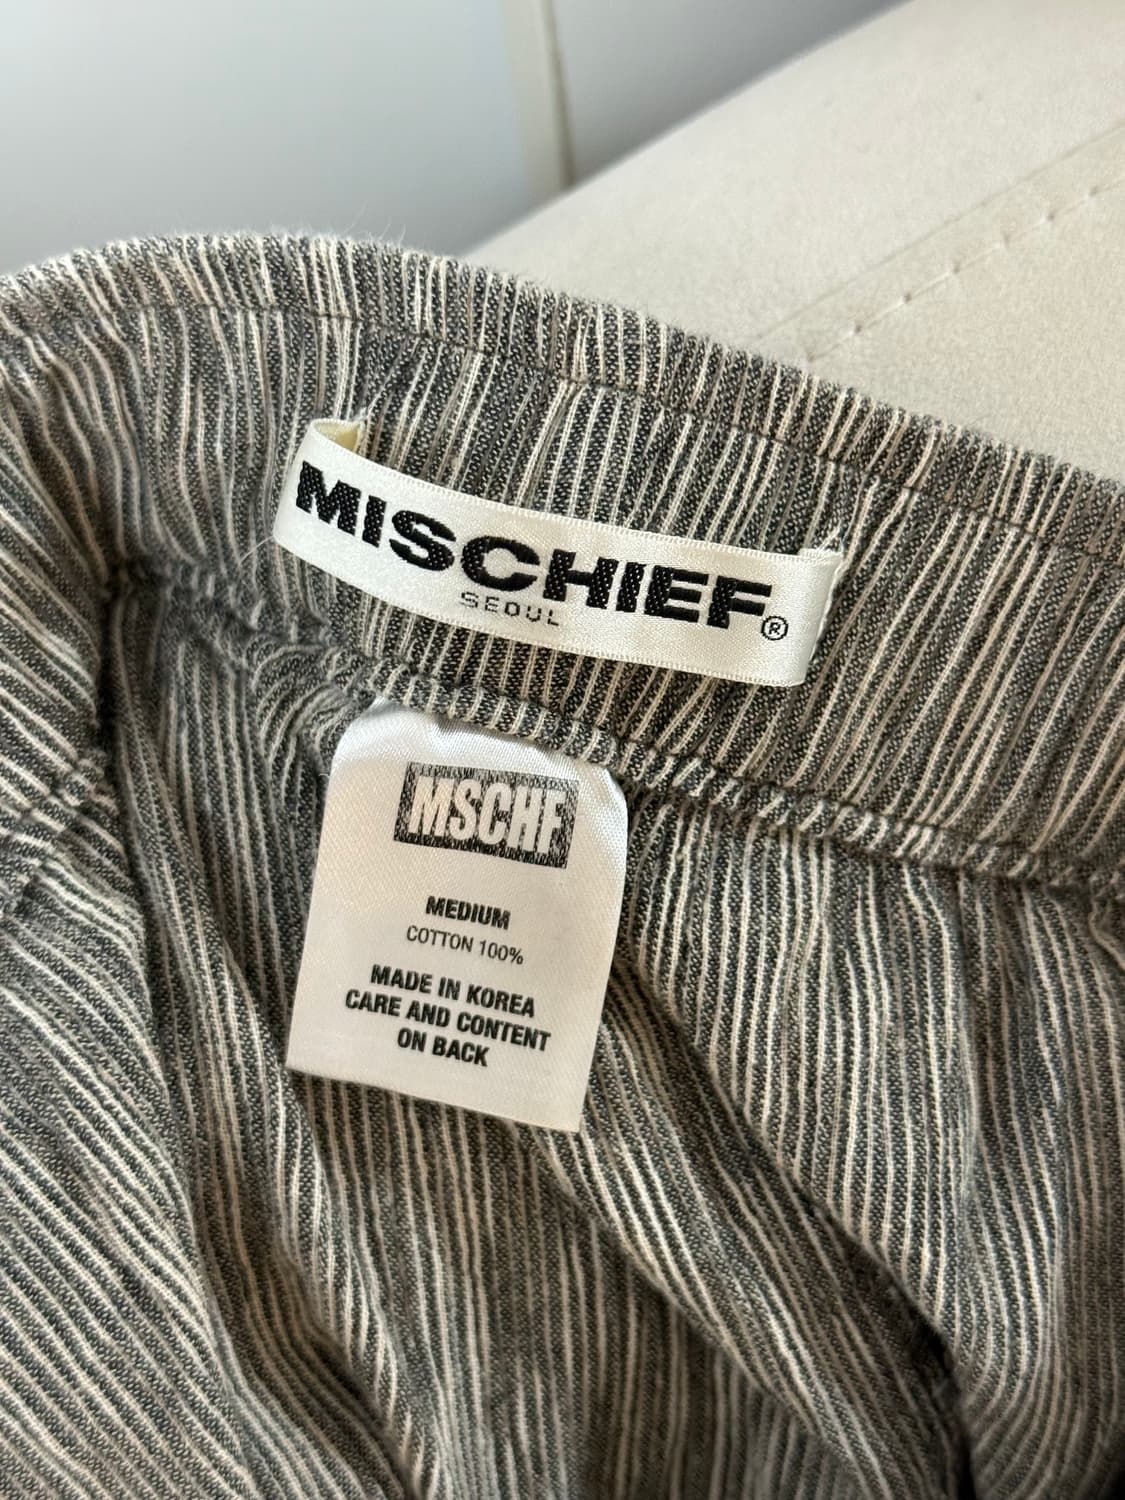 MISCHIEF®
SEOUL
MSCHF
MEDIUM
COTTON 100%
MADE IN KOREA
CARE AND CONTENT
ON BACK